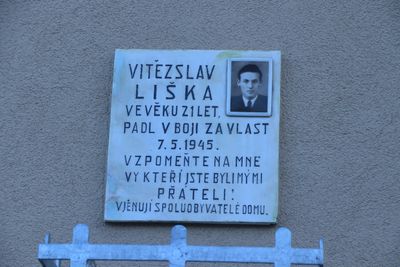 VITĚZSLAV
LIŠKA
VE VĚKU 21 LET,
PADL V BOJI ZA VLAST
7.5.1945.
VZPOMEŇTE NA MNE
VY KTEŘÍ JSTE BYLI MÝMI
PŘÁTELI!
VĚNUJÍ SPOLUOBYVATELÉ DOMU.